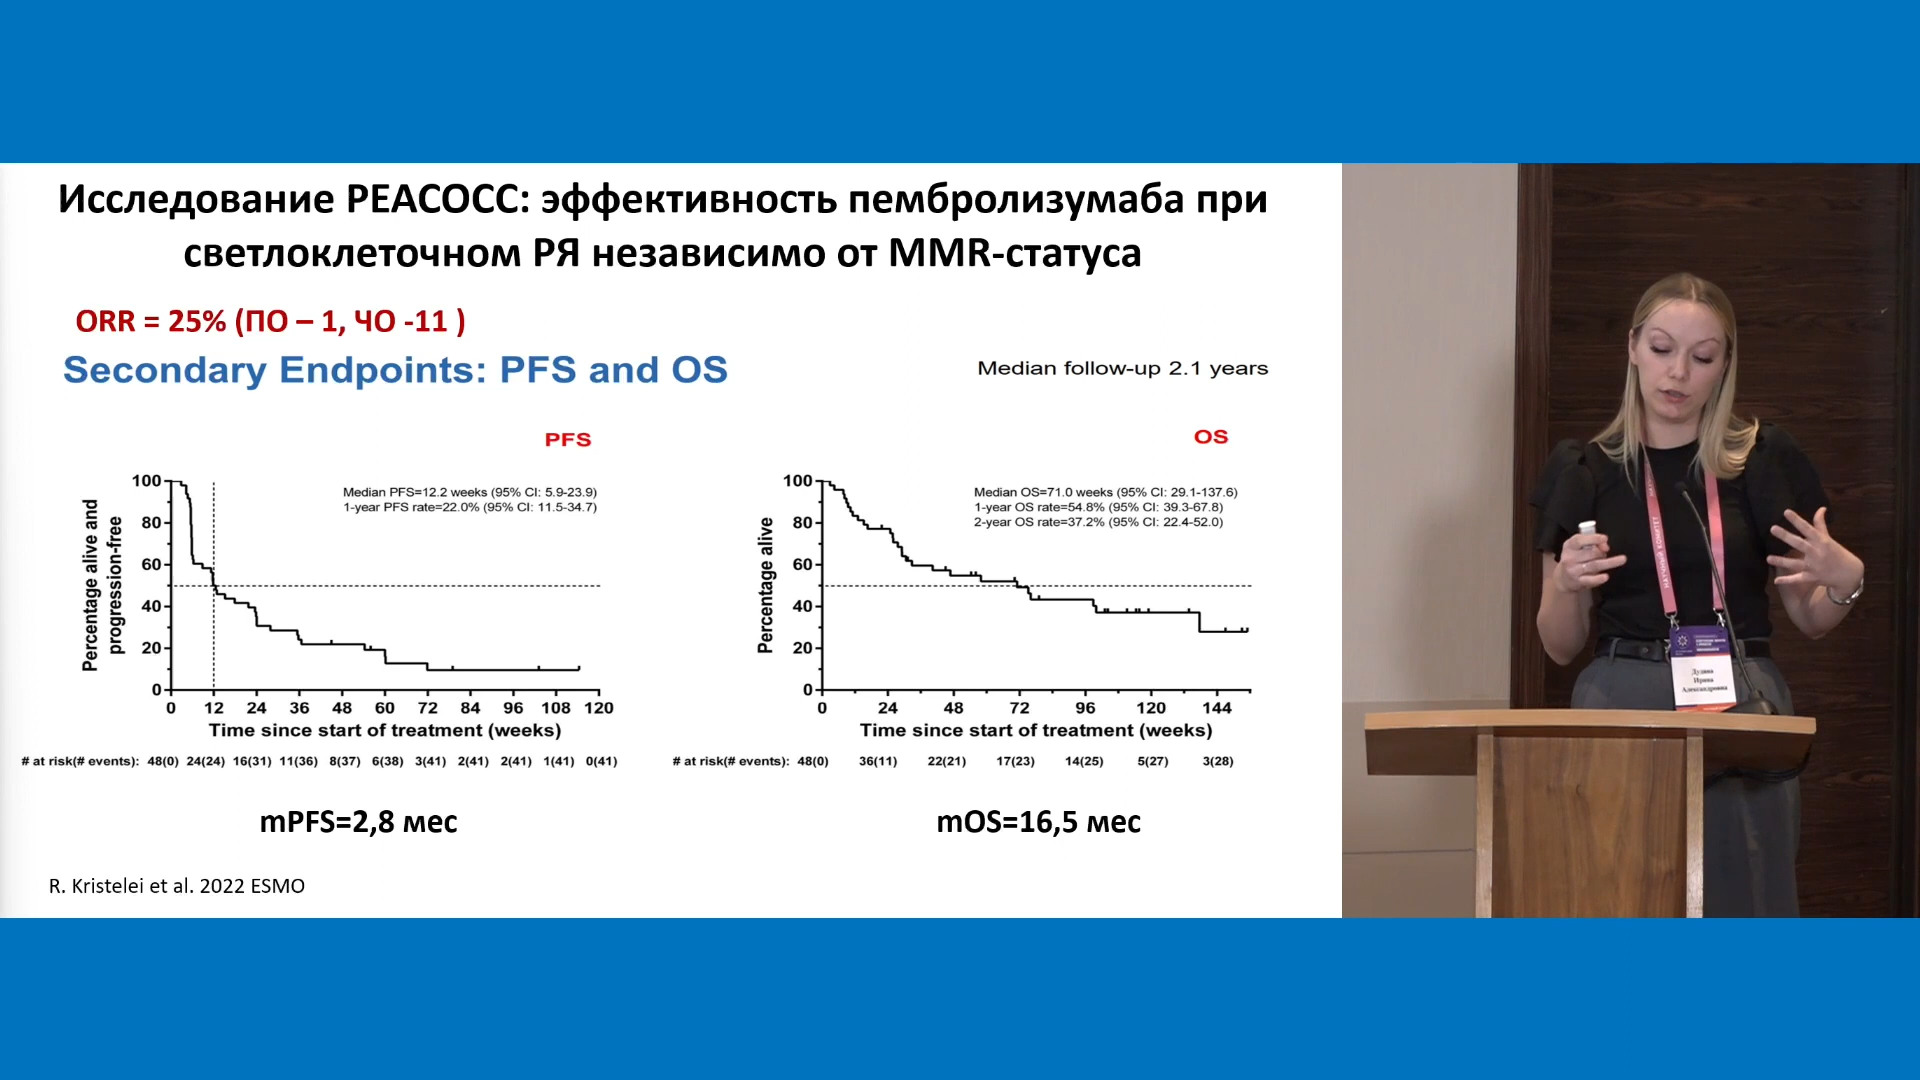 Исследование PEACOCC: эффективность пембролизумаба при
светлоклеточном РЯ независимо от MMR-статуса
ORR = 25% (ПО – 1, ЧО -11 )
Secondary Endpoints: PFS and OS
Median follow-up 2.1 years
PFS
Median PFS=12.2 weeks (95% CI: 5.9-23.9)
1-year PFS rate=22.0% (95% CI: 11.5-34.7)
Percentage alive and
progression-free
100
80
60
40
20
0
0 12 24 36 48 60 72 84 96 108 120
Time since start of treatment (weeks)
# at risk(# events): 48(0) 24(24) 16(31) 11(36) 8(37) 6(38) 3(41) 2(41) 2(41) 1(41) 0(41)
mPFS=2,8 мес
OS
Median OS=71.0 weeks (95% CI: 29.1-137.6)
1-year OS rate=54.8% (95% CI: 39.3-67.8)
2-year OS rate=37.2% (95% CI: 22.4-52.0)
Percentage alive
100
80
60
40
20
0
0 24 48 72 96 120 144
Time since start of treatment (weeks)
# at risk(# events): 48(0) 36(11) 22(21) 17(23) 14(25) 5(27) 3(28)
mOS=16,5 мес
R. Kristelei et al. 2022 ESMO
Дудина
Ирина
Александровна